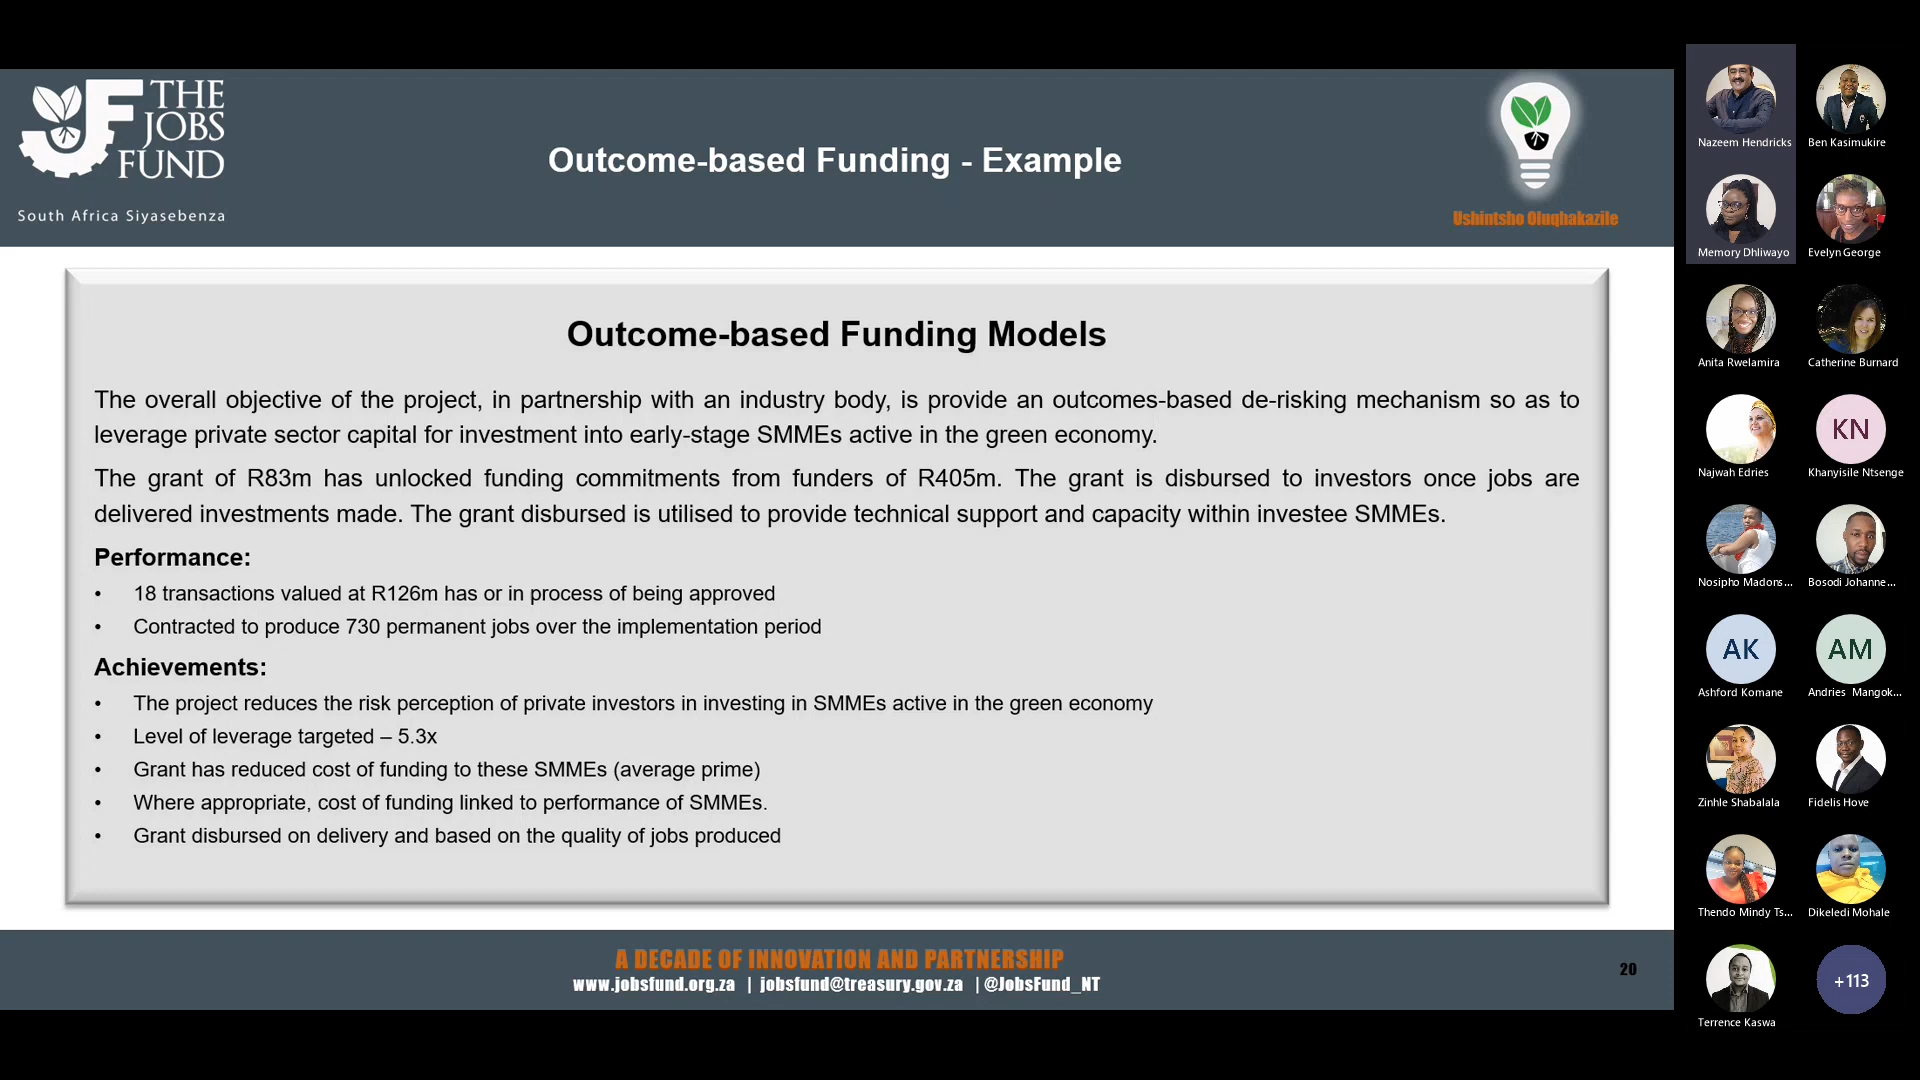 THE
JOBS
FUND
South Africa Siyasebenza
Outcome-based Funding - Example
Ushintsho Oluqhakazile
Outcome-based Funding Models
The overall objective of the project, in partnership with an industry body, is provide an outcomes-based de-risking mechanism so as to
leverage private sector capital for investment into early-stage SMMEs active in the green economy.
The grant of R83m has unlocked funding commitments from funders of R405m. The grant is disbursed to investors once jobs are
delivered investments made. The grant disbursed is utilised to provide technical support and capacity within investee SMMEs.
Performance:
• 18 transactions valued at R126m has or in process of being approved
• Contracted to produce 730 permanent jobs over the implementation period
Achievements:
• The project reduces the risk perception of private investors in investing in SMMEs active in the green economy
• Level of leverage targeted – 5.3x
• Grant has reduced cost of funding to these SMMEs (average prime)
• Where appropriate, cost of funding linked to performance of SMMEs.
• Grant disbursed on delivery and based on the quality of jobs produced
A DECADE OF INNOVATION AND PARTNERSHIP
www.jobsfund.org.za | jobsfund@treasury.gov.za | @JobsFund_NT
20
Nazeem Hendricks
Ben Kasimukire
Memory Dhliwayo
Evelyn George
Anita Rwelamira
Catherine Burnard
Najwah Edries
KN
Khanyisile Ntsenge
Nosipho Madons...
Bosodi Johanne...
AK
Ashford Komane
AM
Andries Mangok...
Zinhle Shabalala
Fidelis Hove
Thendo Mindy Ts...
Dikeledi Mohale
Terrence Kaswa
+113